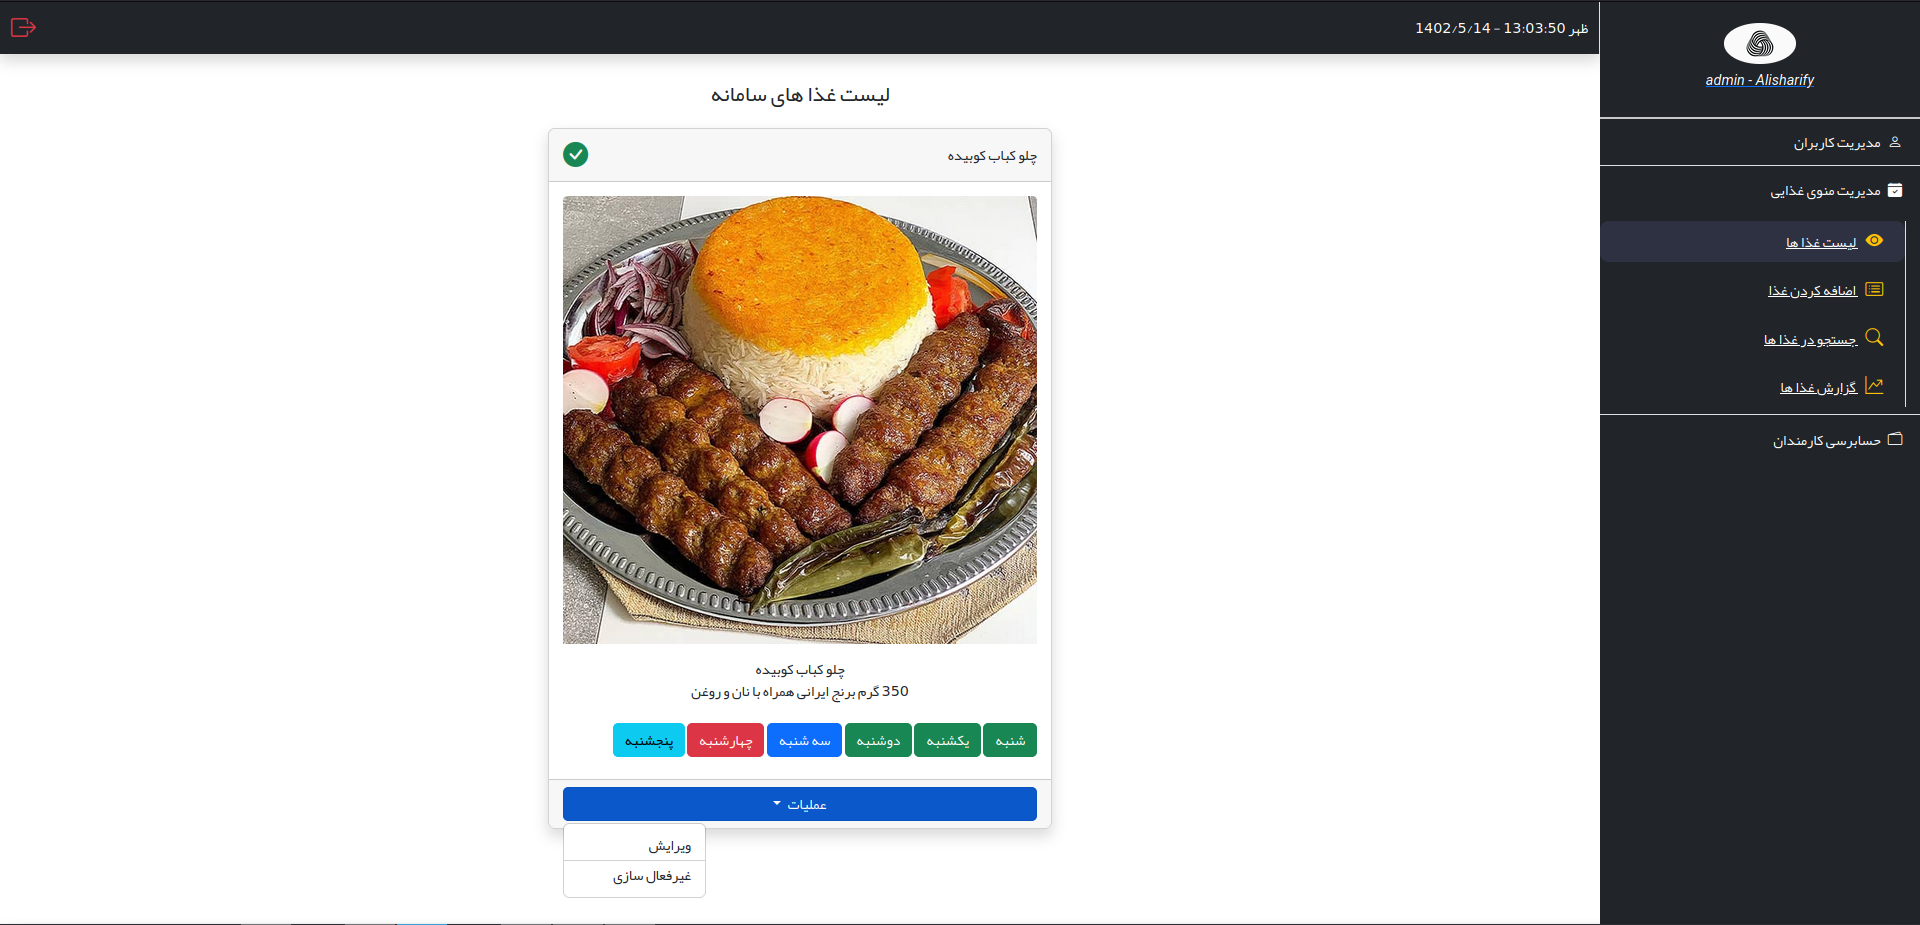 ظهر 13:03:50 - 1402/5/14
admin - Alisharify
مدیریت کاربران
مدیریت منوی غذایی
لیست غذا ها
اضافه کردن غذا
جستجو در غذا ها
گزارش غذا ها
حسابرسی کارمندان
لیست غذا های سامانه
چلو کباب کوبیده
چلو کباب کوبیده
350 گرم برنج ایرانی همراه با نان و روغن
شنبه یکشنبه دوشنبه سه شنبه چهارشنبه پنجشنبه
عملیات
ویرایش
غیرفعال سازی